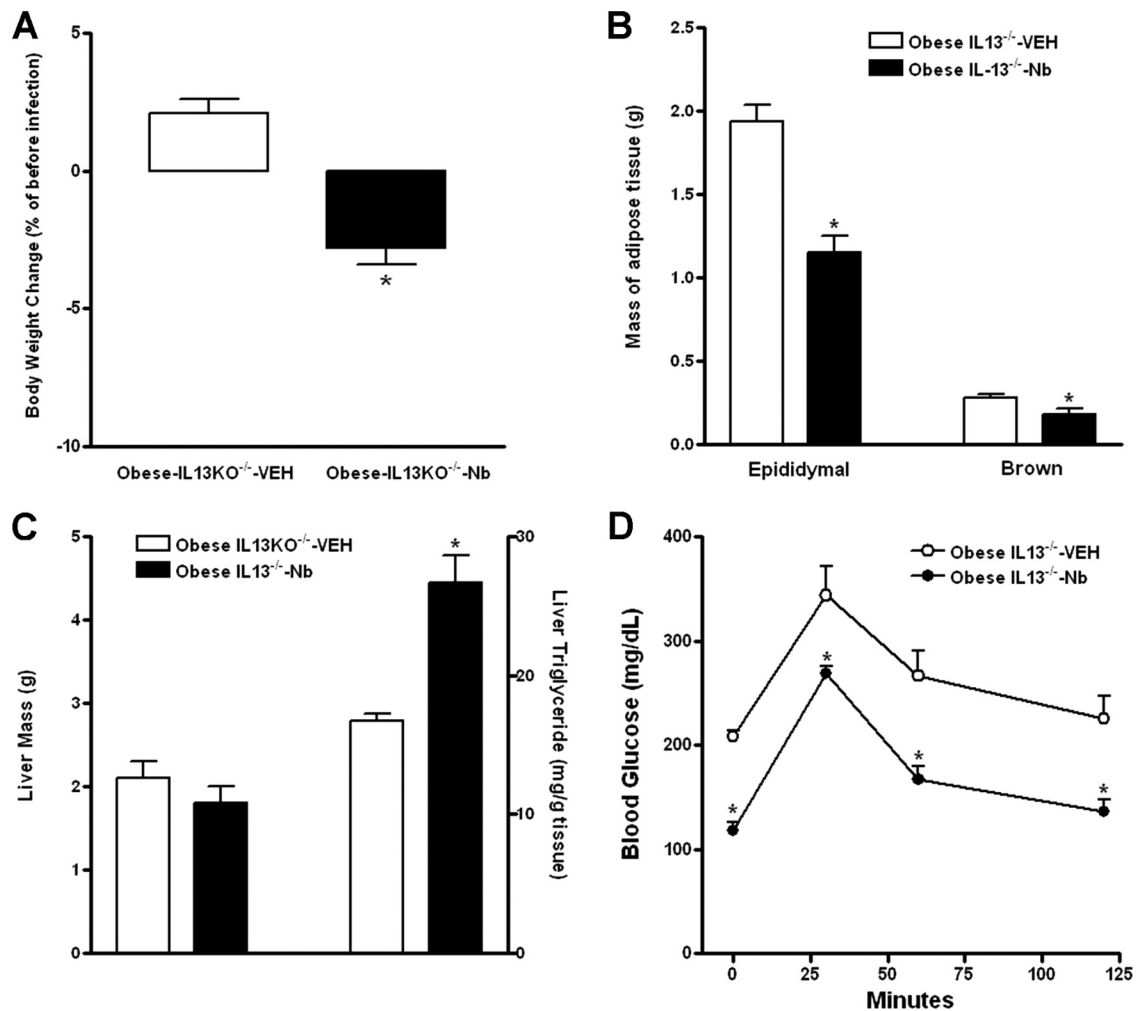 A
Body Weight Change (% of before infection)
5
0
-5
-10
Obese-IL13KO-/--VEH
Obese-IL13KO-/--Nb
*
B
Mass of adipose tissue (g)
2.5
2.0
1.5
1.0
0.5
0.0
Obese IL13-/--VEH
Obese IL-13-/--Nb
*
*
Epididymal
Brown
C
Liver Mass (g)
5
4
3
2
1
0
Obese IL13KO-/--VEH
Obese IL13-/--Nb
*
30
20
10
0
Liver Triglyceride (mg/g tissue)
D
Blood Glucose (mg/dL)
400
300
200
100
0
Obese IL13-/--VEH
Obese IL13-/--Nb
*
*
*
*
0
25
50
75
100
125
Minutes